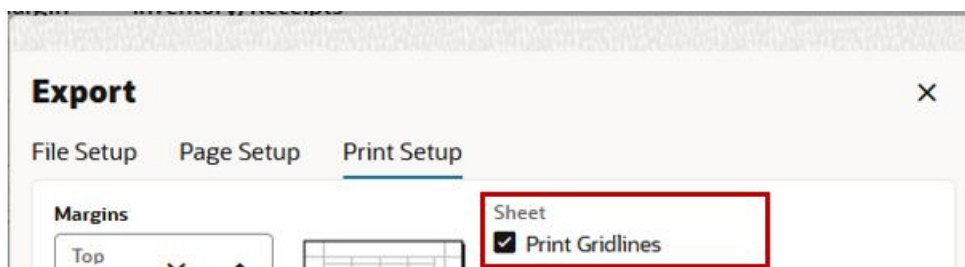 Export
File Setup Page Setup Print Setup
Margins
Sheet
Top
Print Gridlines